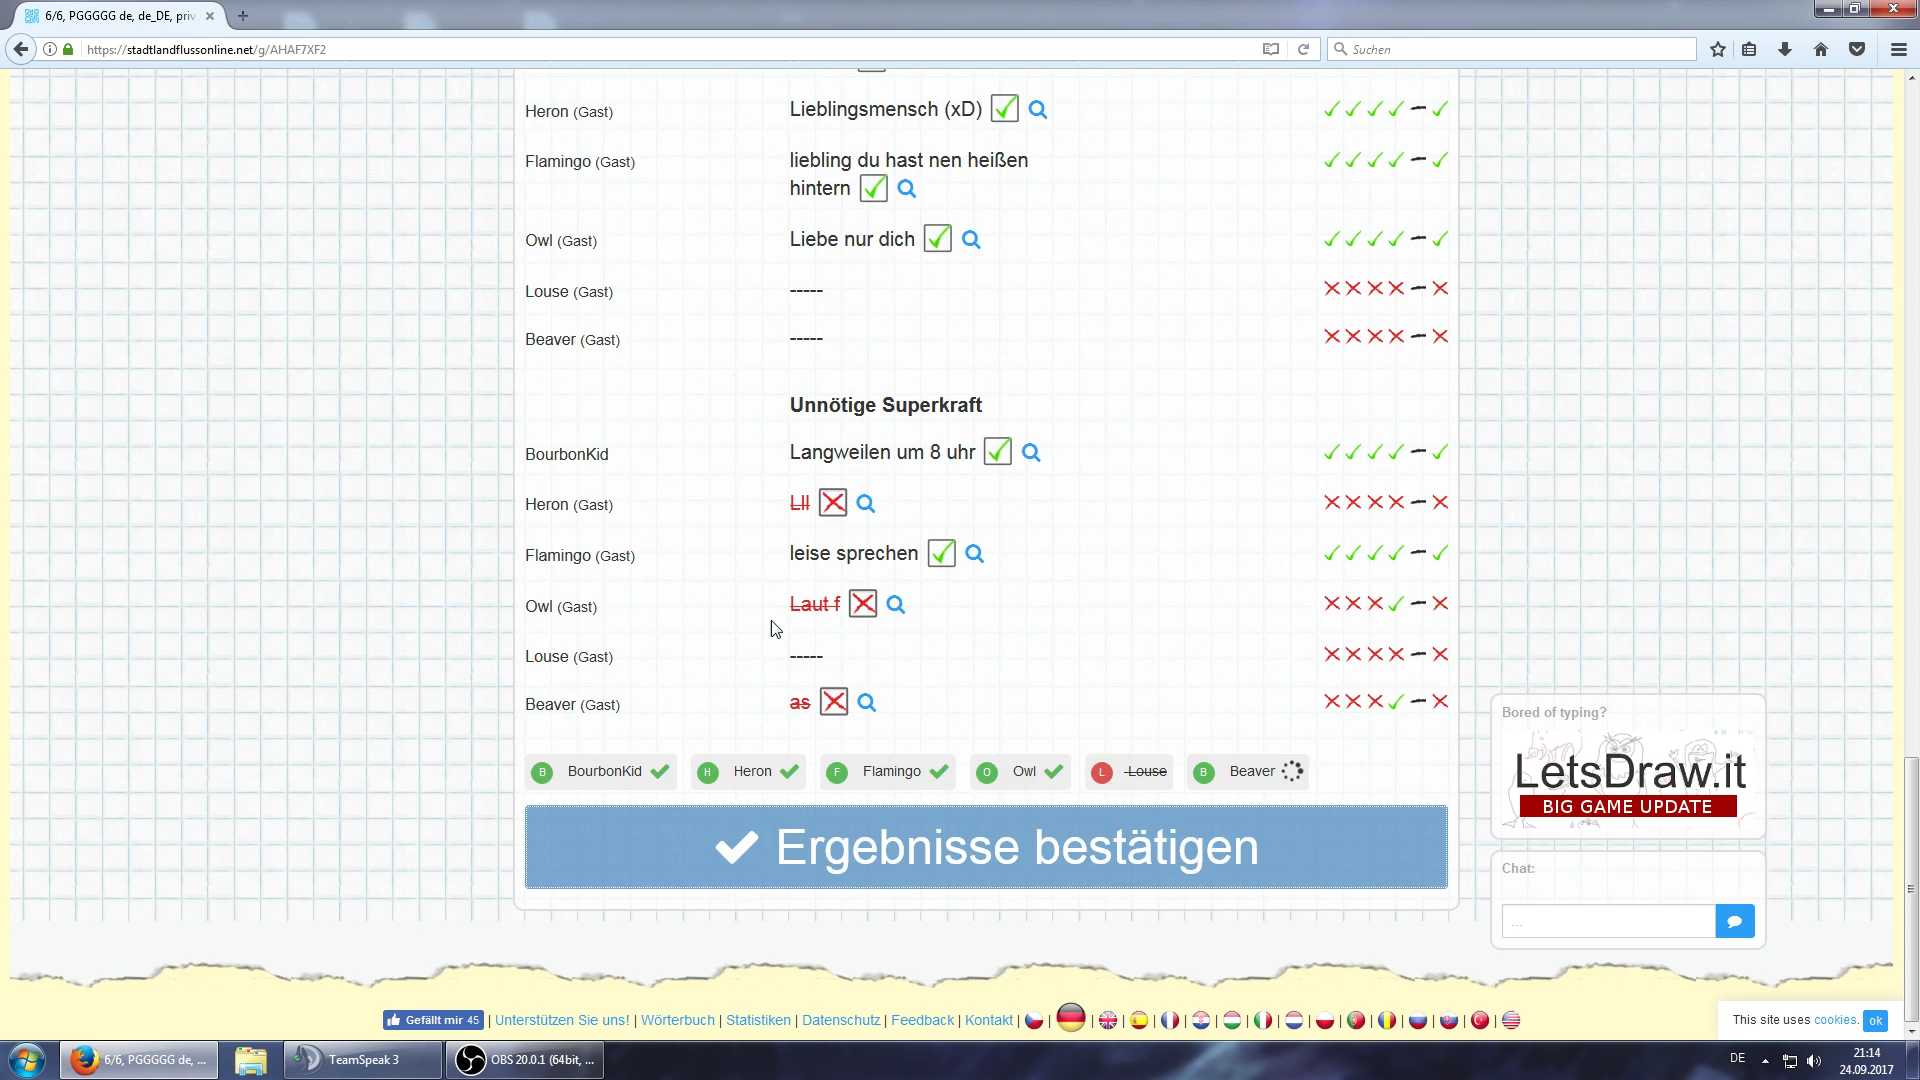 6/6, PGGGGG de, de_DE, priv
https://stadtlandflussonline.net/g/AHAF7XF2
Suchen
Heron (Gast) Lieblingsmensch (xD)
Flamingo (Gast) liebling du hast nen heißen
hintern
Owl (Gast) Liebe nur dich
Louse (Gast) -----
Beaver (Gast) -----
Unnötige Superkraft
BourbonKid Langweilen um 8 uhr
Heron (Gast) Lll
Flamingo (Gast) leise sprechen
Owl (Gast) Laut f
Louse (Gast) -----
Beaver (Gast) as
B BourbonKid H Heron F Flamingo O Owl L Louse B Beaver
Ergebnisse bestätigen
Bored of typing?
LetsDraw.it
BIG GAME UPDATE
Chat:
...
Gefällt mir 45 | Unterstützen Sie uns! | Wörterbuch | Statistiken | Datenschutz | Feedback | Kontakt |
This site uses cookies. ok
6/6, PGGGGG de, ... TeamSpeak 3 OBS 20.0.1 (64bit, ... DE 21:14
24.09.2017